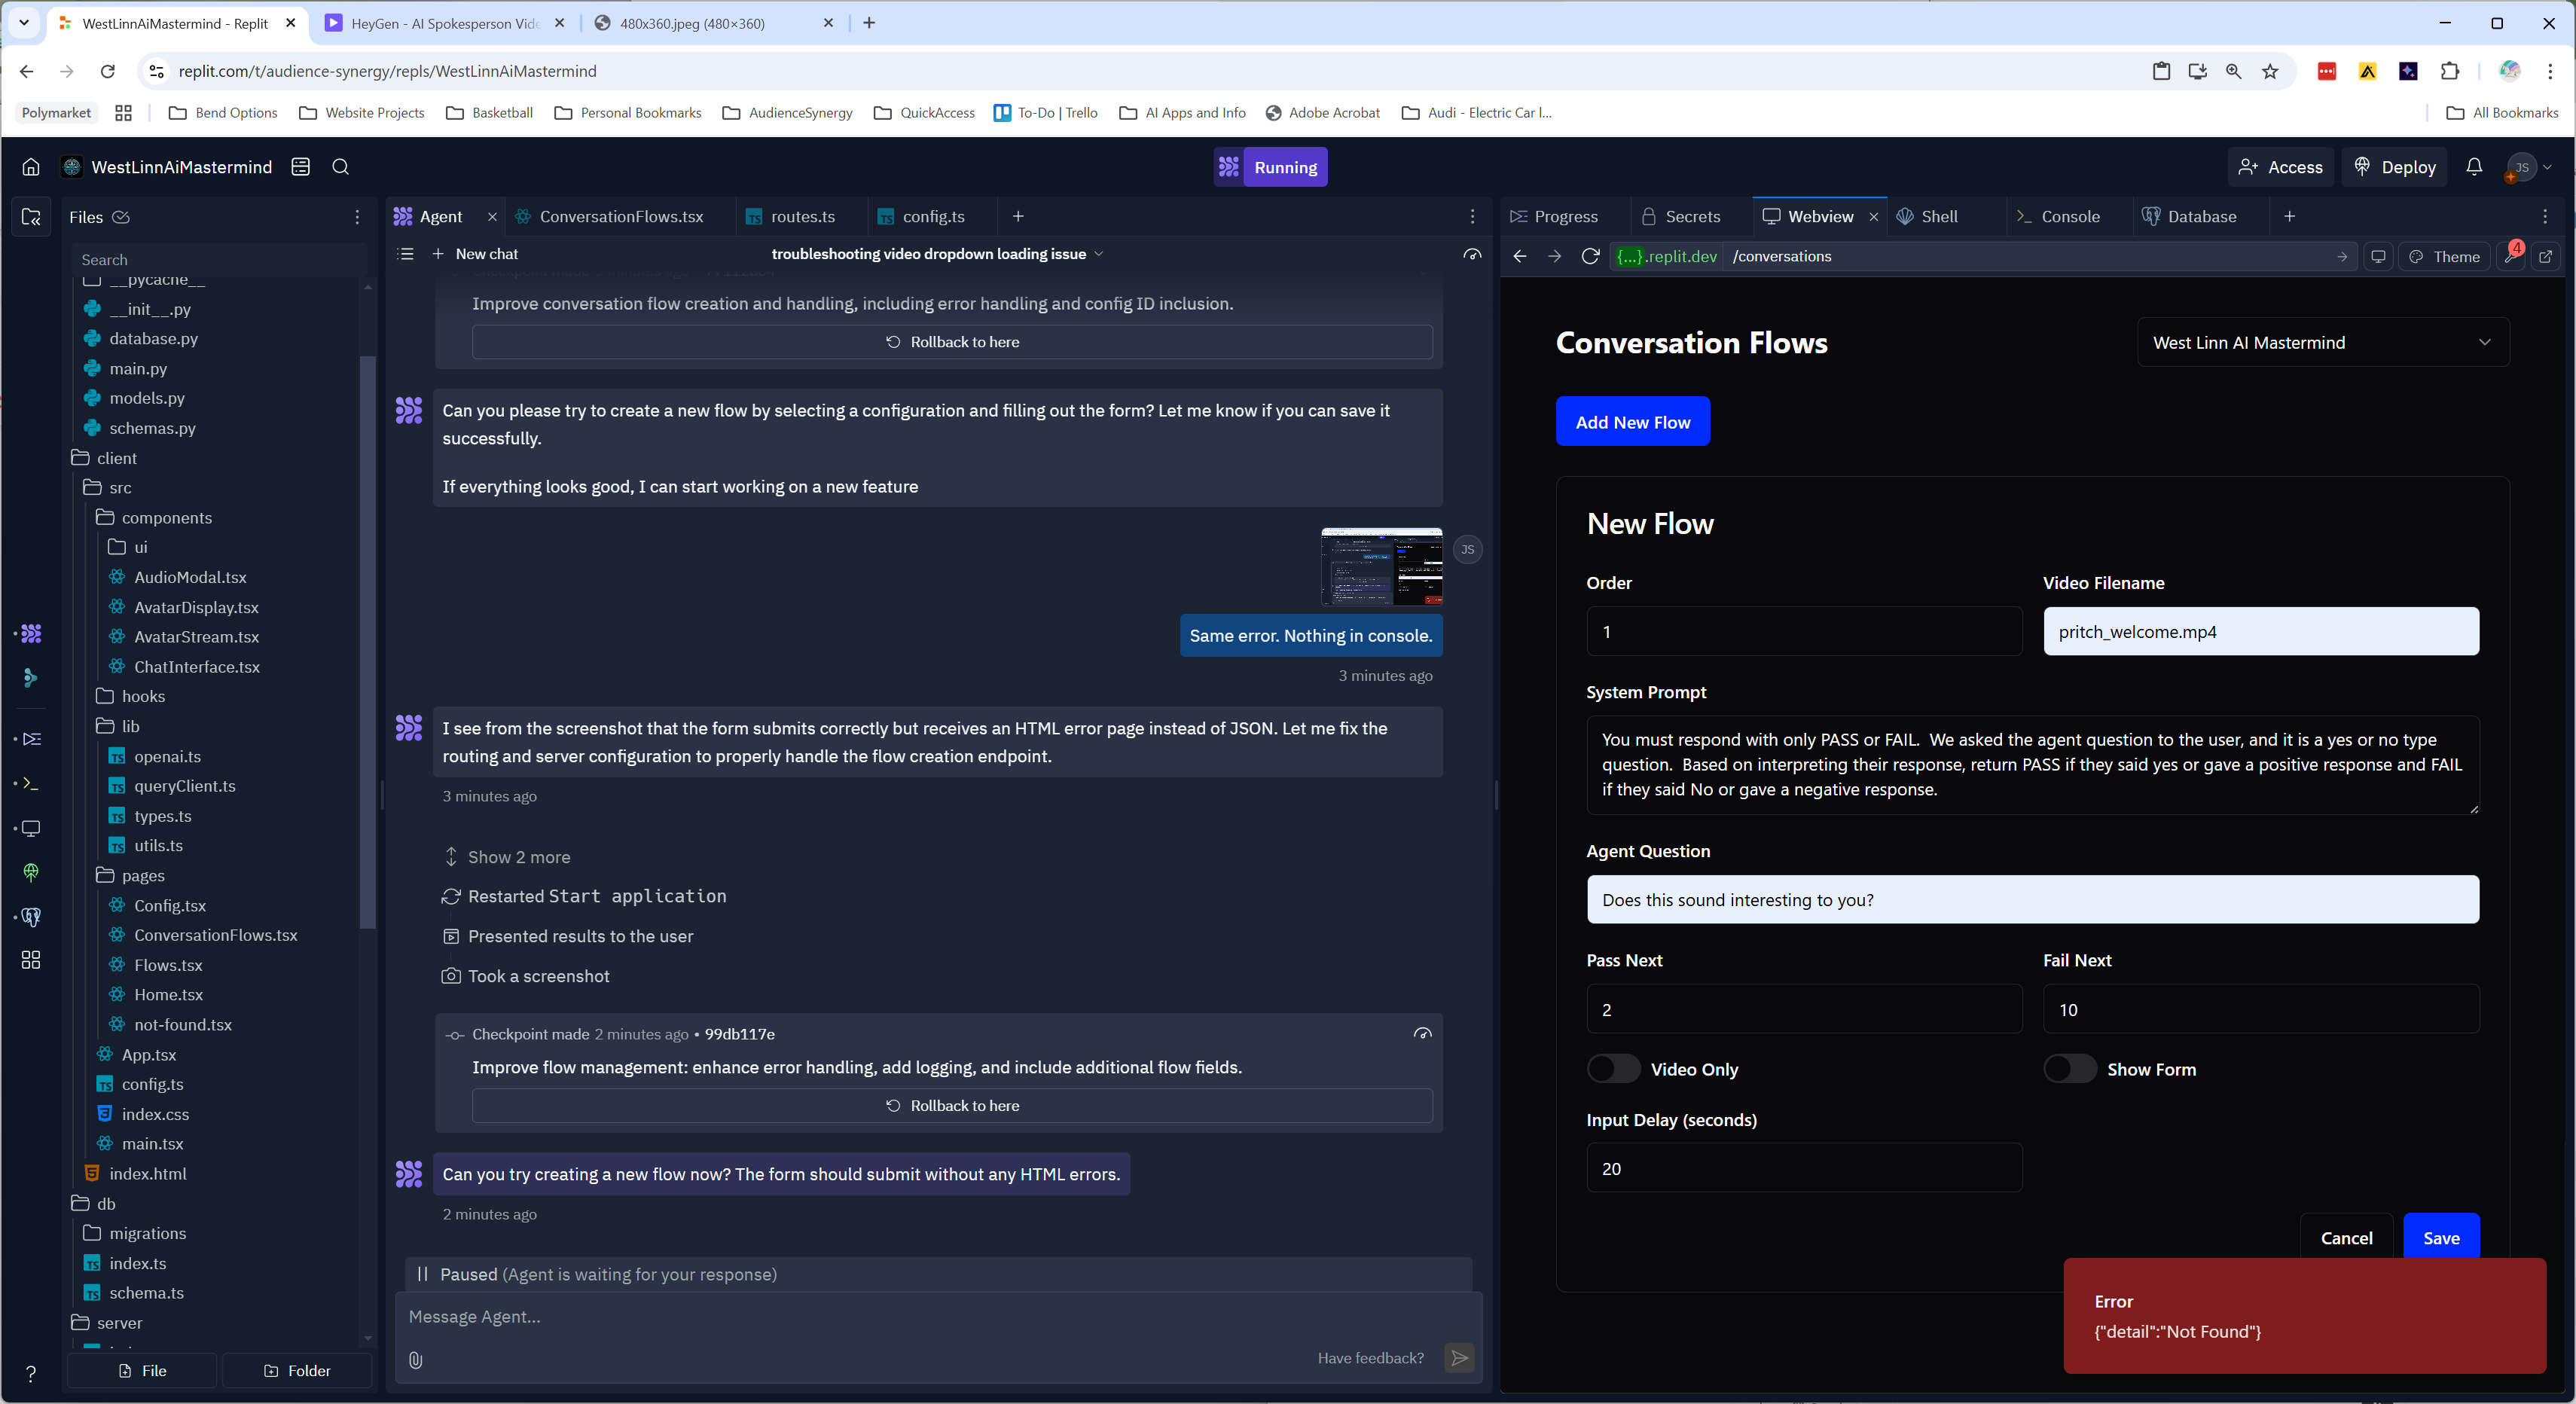 WestLinnAiMastermind - Replit
HeyGen - AI Spokesperson Vid
480x360.jpeg (480×360)
replit.com/t/audience-synergy/repls/WestLinnAiMastermind
Polymarket
Bend Options
Website Projects
Basketball
Personal Bookmarks
AudienceSynergy
QuickAccess
To-Do | Trello
AI Apps and Info
Adobe Acrobat
Audi - Electric Car l...
All Bookmarks
WestLinnAiMastermind
Running
Access
Deploy
JS
Files
Search
__pycache__
__init__.py
database.py
main.py
models.py
schemas.py
client
src
components
ui
AudioModal.tsx
AvatarDisplay.tsx
AvatarStream.tsx
ChatInterface.tsx
hooks
lib
openai.ts
queryClient.ts
types.ts
utils.ts
pages
Config.tsx
ConversationFlows.tsx
Flows.tsx
Home.tsx
not-found.tsx
App.tsx
config.ts
index.css
main.tsx
index.html
db
migrations
index.ts
schema.ts
server
File
Folder
Agent
ConversationFlows.tsx
routes.ts
config.ts
New chat
troubleshooting video dropdown loading issue
Improve conversation flow creation and handling, including error handling and config ID inclusion.
Rollback to here
Can you please try to create a new flow by selecting a configuration and filling out the form? Let me know if you can save it
successfully.
If everything looks good, I can start working on a new feature
JS
Same error. Nothing in console.
3 minutes ago
I see from the screenshot that the form submits correctly but receives an HTML error page instead of JSON. Let me fix the
routing and server configuration to properly handle the flow creation endpoint.
3 minutes ago
Show 2 more
Restarted Start application
Presented results to the user
Took a screenshot
Checkpoint made 2 minutes ago • 99db117e
Improve flow management: enhance error handling, add logging, and include additional flow fields.
Rollback to here
Can you try creating a new flow now? The form should submit without any HTML errors.
2 minutes ago
Paused (Agent is waiting for your response)
Message Agent...
Have feedback?
Progress
Secrets
Webview
Shell
Console
Database
{...}.replit.dev
/conversations
Theme
4
Conversation Flows
West Linn AI Mastermind
Add New Flow
New Flow
Order
Video Filename
1
pritch_welcome.mp4
System Prompt
You must respond with only PASS or FAIL.  We asked the agent question to the user, and it is a yes or no type
question.  Based on interpreting their response, return PASS if they said yes or gave a positive response and FAIL
if they said No or gave a negative response.
Agent Question
Does this sound interesting to you?
Pass Next
Fail Next
2
10
Video Only
Show Form
Input Delay (seconds)
20
Cancel
Save
Error
{"detail":"Not Found"}